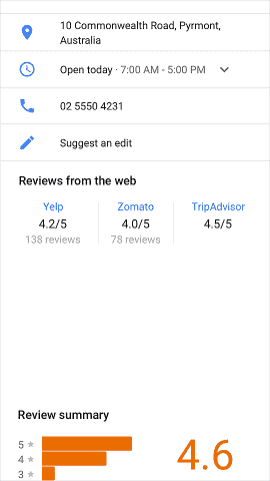 10 Commonwealth Road, Pyrmont,
Australia
Open today · 7:00 AM - 5:00 PM
02 5550 4231
Suggest an edit
Reviews from the web
Yelp Zomato TripAdvisor
4.2/5 4.0/5 4.5/5
138 reviews 78 reviews
Review summary
5 ★
4 ★
3 ★
4.6